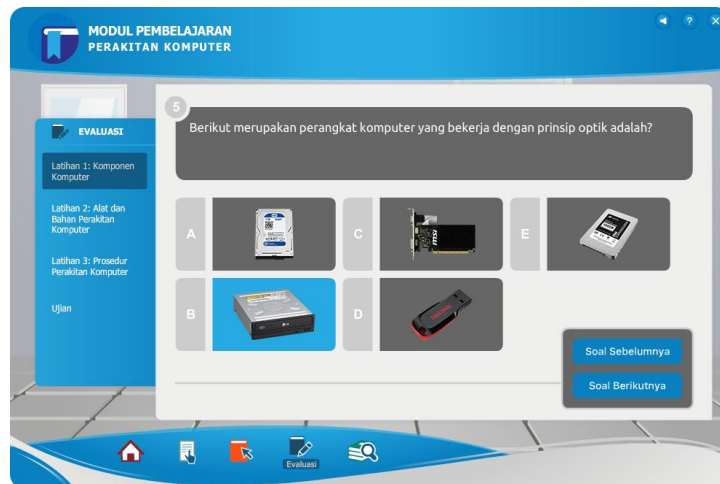 MODUL PEMBELAJARAN
PERAKITAN KOMPUTER
?
EVALUASI
Latihan 1: Komponen
Komputer
Latihan 2: Alat dan
Bahan Perakitan
Komputer
Latihan 3: Prosedur
Perakitan Komputer
Ujian
5
Berikut merupakan perangkat komputer yang bekerja dengan prinsip optik adalah?
A
C
msi
E
B
D
SanDisk
Soal Sebelumnya
Soal Berikutnya
Evaluasi